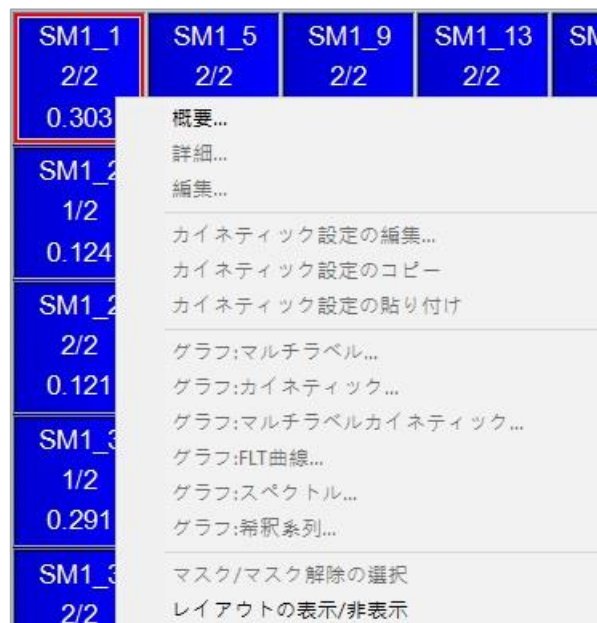 SM1_1 SM1_5 SM1_9 SM1_13
2/2 2/2 2/2 2/2
0.303
SM1_2
1/2
0.124
SM1_2
2/2
0.121
SM1_3
1/2
0.291
SM1_3
2/2
概要...
詳細...
編集...
カイネティック設定の編集...
カイネティック設定のコピー
カイネティック設定の貼り付け
グラフ:マルチラベル...
グラフ:カイネティック...
グラフ:マルチラベルカイネティック...
グラフ:FLT曲線...
グラフ:スペクトル...
グラフ:希釈系列...
マスク/マスク解除の選択
レイアウトの表示/非表示